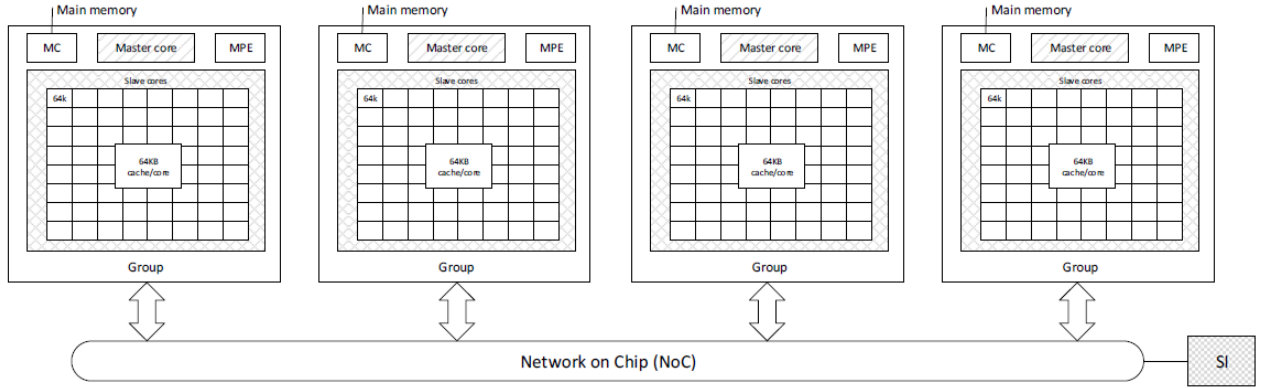 Main memory
Main memory
Main memory
Main memory
MC
Master core
MPE
MC
Master core
MPE
MC
Master core
MPE
MC
Master core
MPE
Slave cores
Slave cores
Slave cores
Slave cores
64k
64k
64k
64k
64KB
cache/core
64KB
cache/core
64KB
cache/core
64KB
cache/core
Group
Group
Group
Group
Network on Chip (NoC)
SI